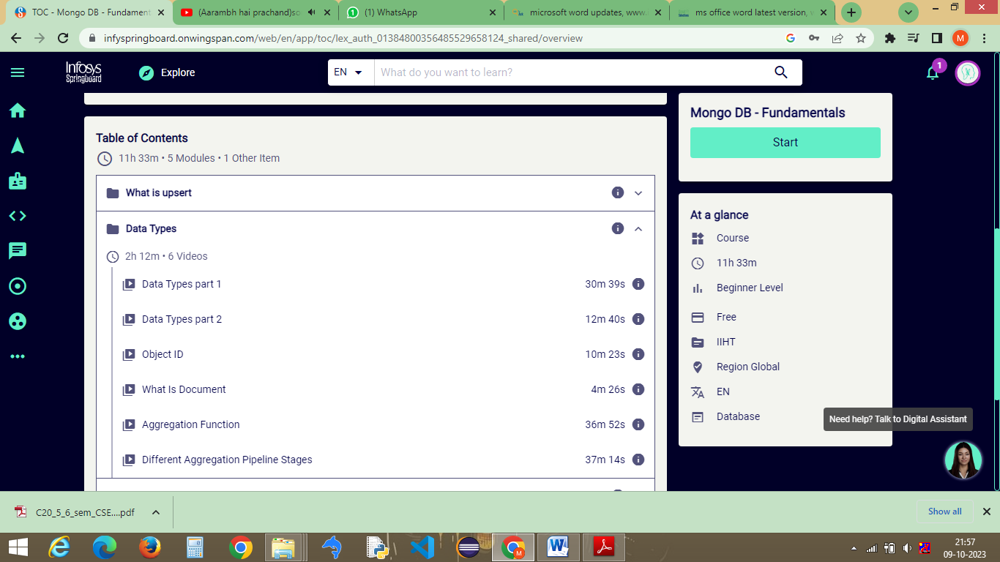 TOC - Mongo DB - Fundament
(Aarambh hai prachand)so
(1) WhatsApp
microsoft word updates, www.
ms office word latest version,
infyspringboard.onwingspan.com/web/en/app/toc/lex_auth_01384800356485529658124_shared/overview
M
Infosys
Springboard
Explore
EN
What do you want to learn?
1
Table of Contents
11h 33m • 5 Modules • 1 Other Item
What is upsert
Data Types
2h 12m • 6 Videos
Data Types part 1 30m 39s
Data Types part 2 12m 40s
Object ID 10m 23s
What Is Document 4m 26s
Aggregation Function 36m 52s
Different Aggregation Pipeline Stages 37m 14s
Mongo DB - Fundamentals
Start
At a glance
Course
11h 33m
Beginner Level
Free
IIHT
Region Global
EN
Database
Need help? Talk to Digital Assistant
C20_5_6_sem_CSE....pdf
Show all
21:57
09-10-2023